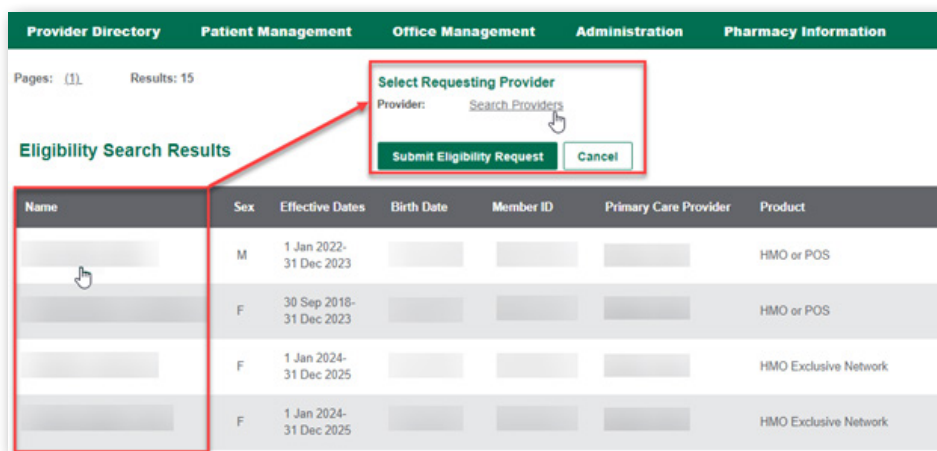 Provider Directory Patient Management Office Management Administration Pharmacy Information
Pages: (1) Results: 15
Select Requesting Provider
Provider: Search Providers
Eligibility Search Results
Submit Eligibility Request Cancel
Name Sex Effective Dates Birth Date Member ID Primary Care Provider Product
M 1 Jan 2022- HMO or POS
31 Dec 2023
F 30 Sep 2018- HMO or POS
31 Dec 2023
F 1 Jan 2024- HMO Exclusive Network
31 Dec 2025
F 1 Jan 2024- HMO Exclusive Network
31 Dec 2025